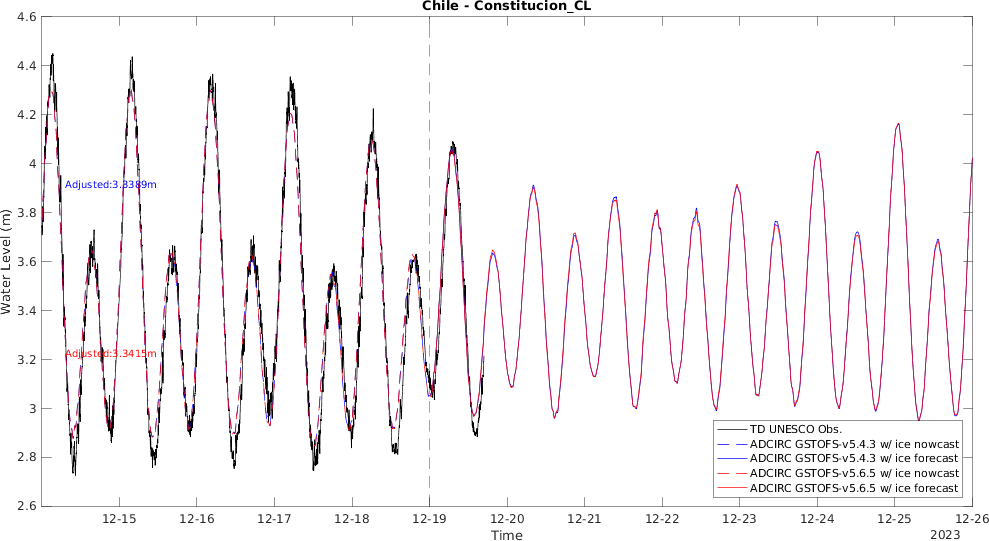 Chile - Constitucion_CL
4.6
4.4
4.2
4
3.8
3.6
3.4
3.2
3
2.8
2.6
Water Level (m)
Adjusted:3.3389m
Adjusted:3.3415m
TD UNESCO Obs.
ADCIRC GSTOFS-v5.4.3 w/ ice nowcast
ADCIRC GSTOFS-v5.4.3 w/ ice forecast
ADCIRC GSTOFS-v5.6.5 w/ ice nowcast
ADCIRC GSTOFS-v5.6.5 w/ ice forecast
12-15 12-16 12-17 12-18 12-19 12-20 12-21 12-22 12-23 12-24 12-25 12-26
Time
2023